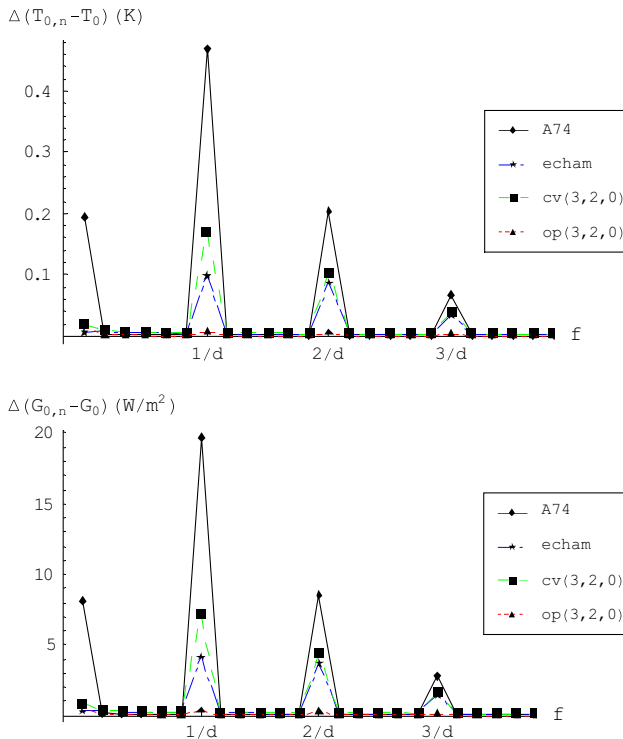 Δ(T₀,ₙ-T₀)(K)
0.4
0.3
0.2
0.1
1/d 2/d 3/d
f
A74
echam
cv(3,2,0)
op(3,2,0)
Δ(G₀,ₙ-G₀)(W/m²)
20
15
10
5
1/d 2/d 3/d
f
A74
echam
cv(3,2,0)
op(3,2,0)